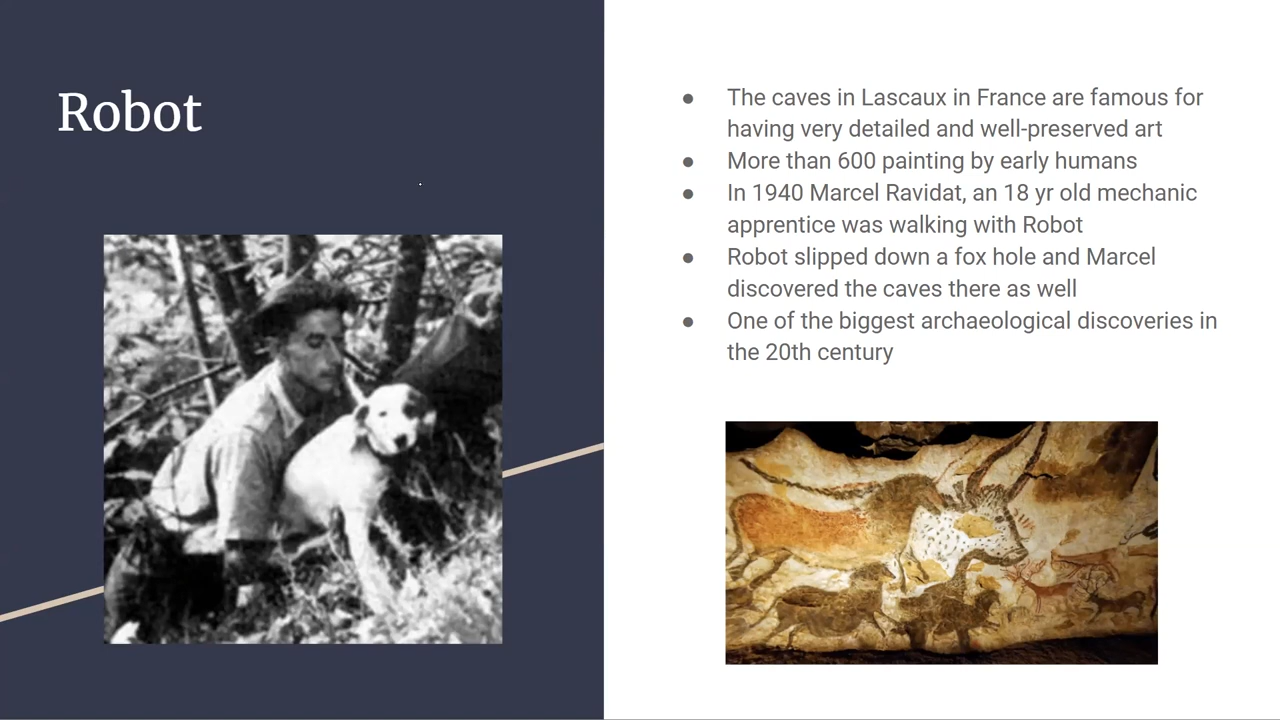 Robot
● The caves in Lascaux in France are famous for
having very detailed and well-preserved art
● More than 600 painting by early humans
● In 1940 Marcel Ravidat, an 18 yr old mechanic
apprentice was walking with Robot
● Robot slipped down a fox hole and Marcel
discovered the caves there as well
● One of the biggest archaeological discoveries in
the 20th century